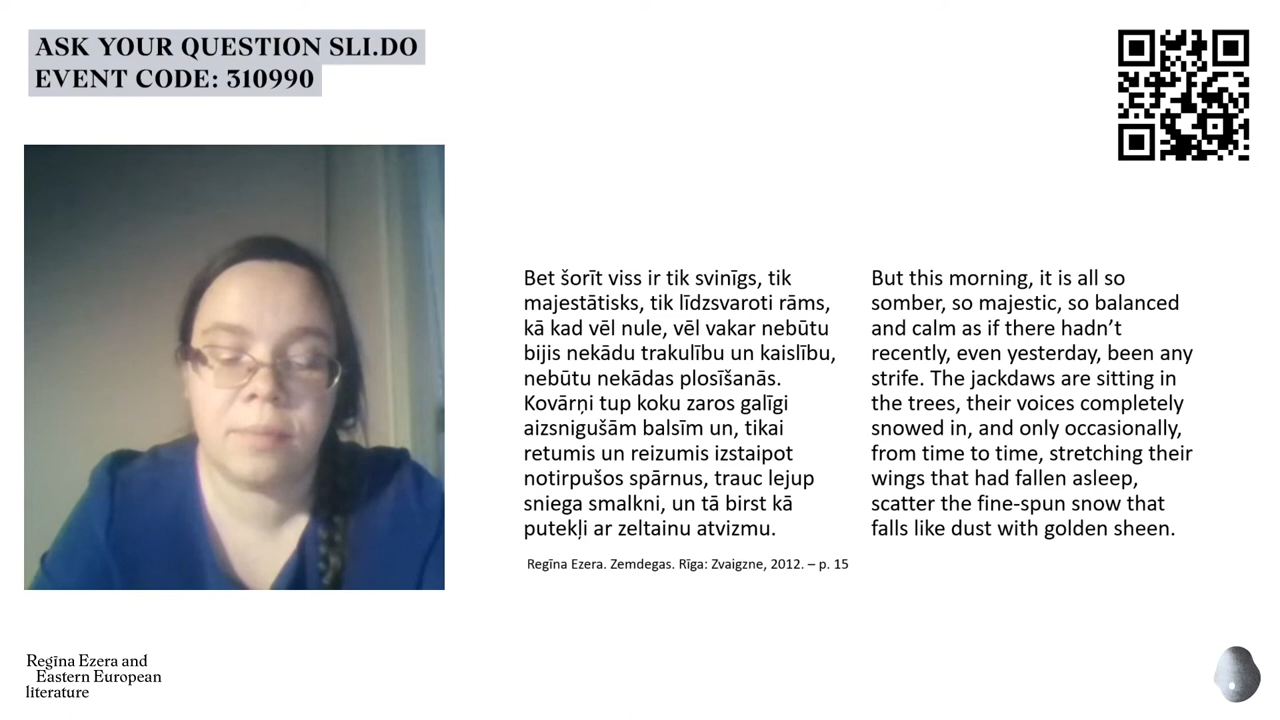 ASK YOUR QUESTION SLI.DO
EVENT CODE: 310990
Bet šorīt viss ir tik svinīgs, tik
majestātisks, tik līdzsvaroti rāms,
kā kad vēl nule, vēl vakar nebūtu
bijis nekādu trakulību un kaislību,
nebūtu nekādas plosīšanās.
Kovārņi tup koku zaros galīgi
aizsnigušām balsīm un, tikai
retumis un reizumis izstaipot
notirpušos spārnus, trauc lejup
sniega smalkni, un tā birst kā
putekļi ar zeltainu atvizmu.
Regīna Ezera. Zemdegas. Rīga: Zvaigzne, 2012. – p. 15
But this morning, it is all so
somber, so majestic, so balanced
and calm as if there hadn’t
recently, even yesterday, been any
strife. The jackdaws are sitting in
the trees, their voices completely
snowed in, and only occasionally,
from time to time, stretching their
wings that had fallen asleep,
scatter the fine-spun snow that
falls like dust with golden sheen.
Regīna Ezera and
Eastern European
literature